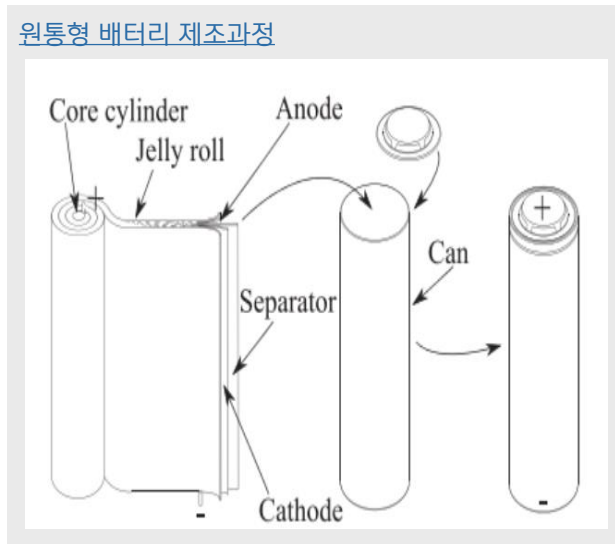 원통형 배터리 제조과정
Core cylinder
Anode
Jelly roll
+
+
Can
Separator
Cathode
-
-